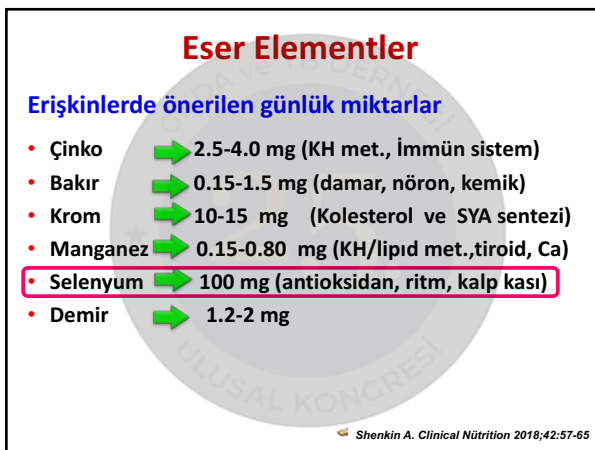 Eser Elementler
Erişkinlerde önerilen günlük miktarlar
• Çinko 2.5-4.0 mg (KH met., İmmün sistem)
• Bakır 0.15-1.5 mg (damar, nöron, kemik)
• Krom 10-15 mg (Kolesterol ve SYA sentezi)
• Manganez 0.15-0.80 mg (KH/lipıd met.,tiroid, Ca)
• Selenyum 100 mg (antioksidan, ritm, kalp kası)
• Demir 1.2-2 mg
ULUSAL KONGRESİ
Shenkin A. Clinical Nütrition 2018;42:57-65